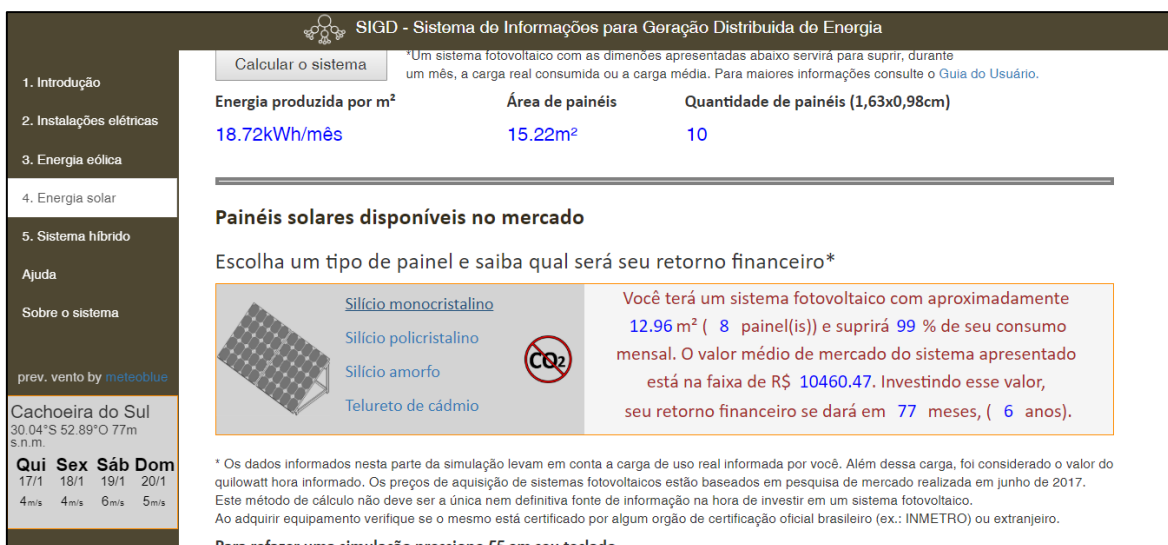 SIGD - Sistema de Informações para Geração Distribuida de Energia
1. Introdução
2. Instalações elétricas
3. Energia eólica
4. Energia solar
5. Sistema híbrido
Ajuda
Sobre o sistema
prev. vento by meteoblue
Cachoeira do Sul
30.04°S 52.89°O 77m
s.n.m.
Qui Sex Sáb Dom
17/1 18/1 19/1 20/1
4m/s 4m/s 6m/s 5m/s
Calcular o sistema
*Um sistema fotovoltaico com as dimenões apresentadas abaixo servirá para suprir, durante
um mês, a carga real consumida ou a carga média. Para maiores informações consulte o Guia do Usuário.
Energia produzida por m² Área de painéis Quantidade de painéis (1,63x0,98cm)
18.72kWh/mês 15.22m² 10
Painéis solares disponíveis no mercado
Escolha um tipo de painel e saiba qual será seu retorno financeiro*
Silício monocristalino
Silício policristalino
Silício amorfo
Telureto de cádmio
CO2
Você terá um sistema fotovoltaico com aproximadamente
12.96 m² ( 8 painel(is)) e suprirá 99 % de seu consumo
mensal. O valor médio de mercado do sistema apresentado
está na faixa de R$ 10460.47. Investindo esse valor,
seu retorno financeiro se dará em 77 meses, ( 6 anos).
* Os dados informados nesta parte da simulação levam em conta a carga de uso real informada por você. Além dessa carga, foi considerado o valor do
quilowatt hora informado. Os preços de aquisição de sistemas fotovoltaicos estão baseados em pesquisa de mercado realizada em junho de 2017.
Este método de cálculo não deve ser a única nem definitiva fonte de informação na hora de investir em um sistema fotovoltaico.
Ao adquirir equipamento verifique se o mesmo está certificado por algum orgão de certificação oficial brasileiro (ex.: INMETRO) ou extranjeiro.
Para refazer uma simulação pressione F5 em seu teclado